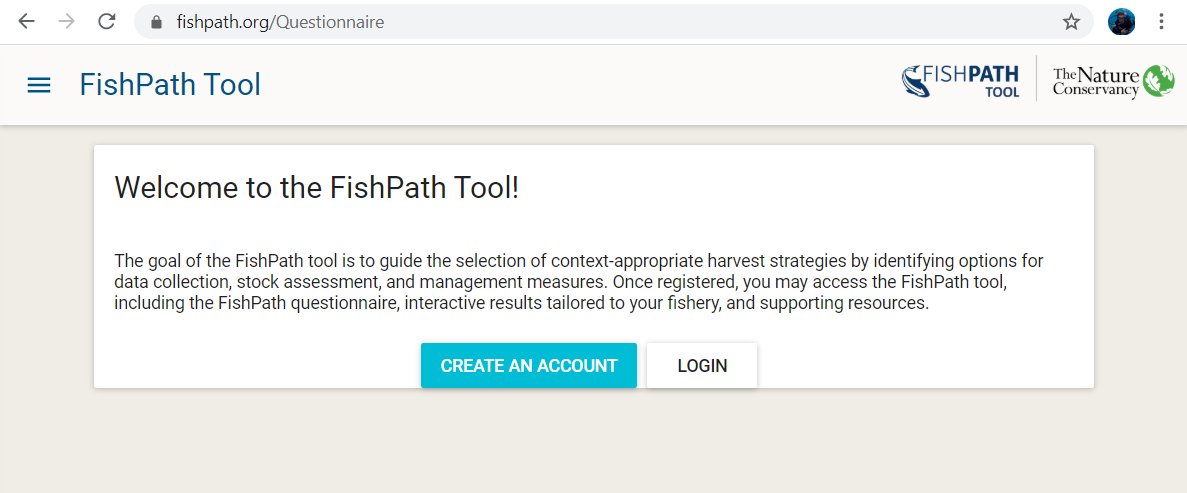 fishpath.org/Questionnaire
FishPath Tool
FISHPATH
TOOL
The Nature
Conservancy
Welcome to the FishPath Tool!
The goal of the FishPath tool is to guide the selection of context-appropriate harvest strategies by identifying options for
data collection, stock assessment, and management measures. Once registered, you may access the FishPath tool,
including the FishPath questionnaire, interactive results tailored to your fishery, and supporting resources.
CREATE AN ACCOUNT
LOGIN